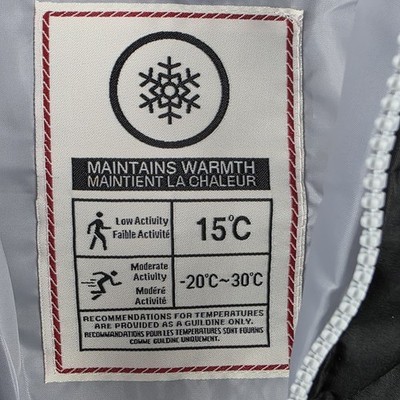 MAINTAINS WARMTH
MAINTIENT LA CHALEUR
Low Activity
Faible Activité
15°C
Moderate
Activity
Modéré
Activité
-20°C~30°C
RECOMMENDATIONS FOR TEMPERATURES
ARE PROVIDED AS A GUILDINE ONLY.
RECOMMANDATIONS POUR LES TEMPERATURES SONT FOURNIS
COMME GUILDINE UNIQUEMENT.